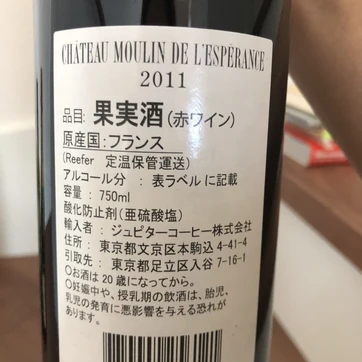 CHÂTEAU MOULIN DE L'ESPÉRANCE
2011
品目: 果実酒(赤ワイン)
原産国:フランス
(Reefer 定温保管運送)
アルコール分 : 表ラベルに記載
容量 : 750ml
酸化防止剤(亜硫酸塩)
輸入者 : ジュピターコーヒー株式会社
住所 : 東京都文京区本駒込 4-41-4
引取先 : 東京都足立区入谷 7-16-1
○お酒は20歳になってから。
○妊娠中や、授乳期の飲酒は、胎児、
乳児の発育に悪影響を与える恐れが
あります。